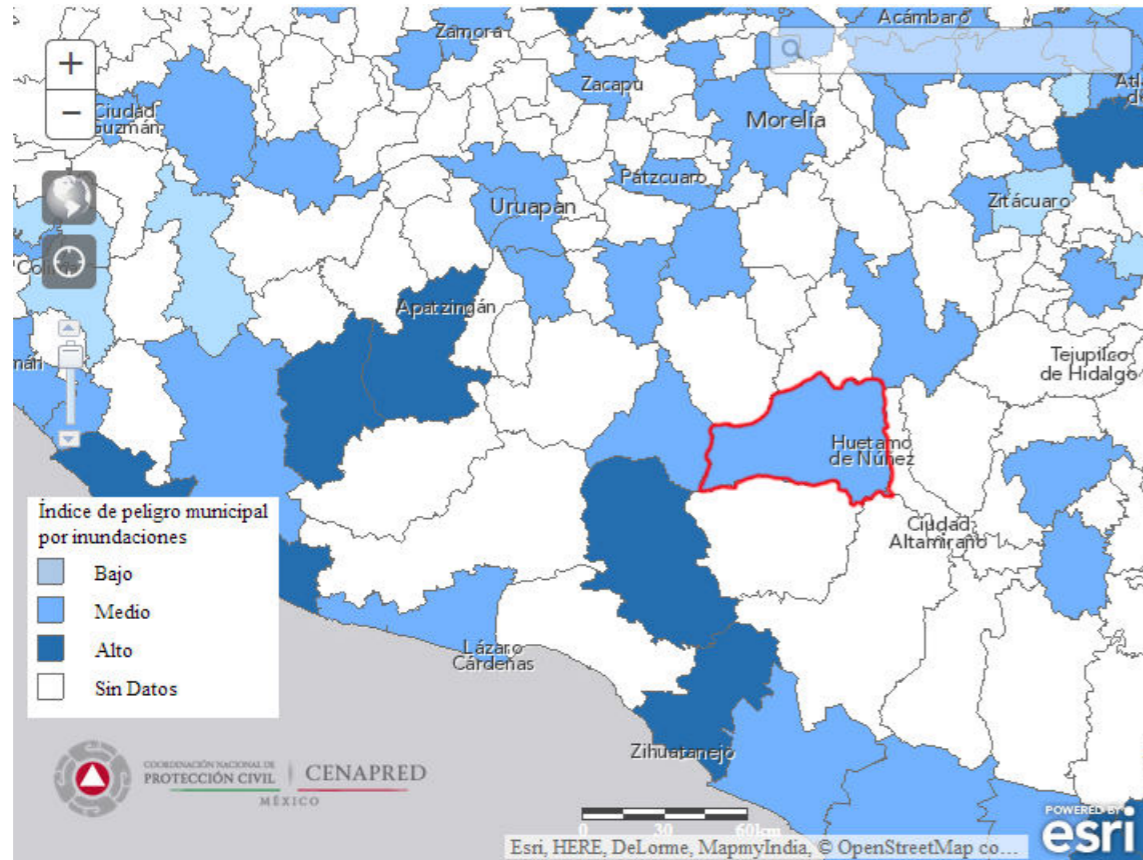 Acámbaro
Zamora
Zacapu
Ciudad
Guzmán
Morelia
Pátzcuaro
Zitácuaro
Uruapan
Apatzingán
Tejupilco
de Hidalgo
Huetamo
de Núñez
Índice de peligro municipal
por inundaciones
Bajo
Medio
Alto
Sin Datos
Ciudad
Altamirano
Lázaro
Cárdenas
Zihuatanejo
COORDINACIÓN NACIONAL DE
PROTECCIÓN CIVIL
MÉXICO
CENAPRED
0 30 60km
POWERED BY
esri
Esri, HERE, DeLorme, MapmyIndia, © OpenStreetMap co...